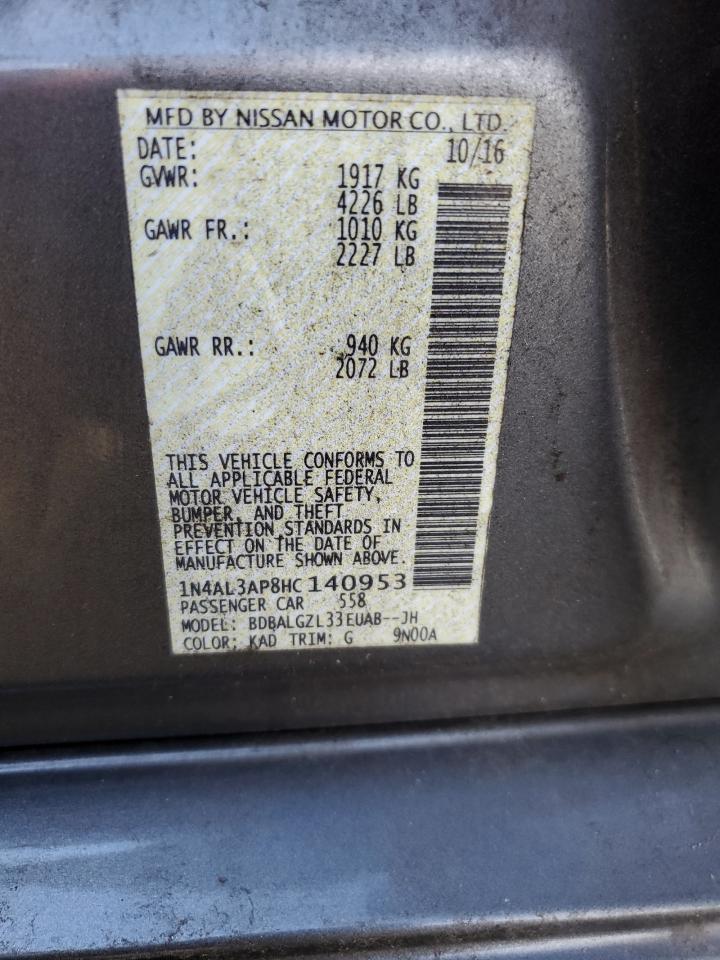 MFD BY NISSAN MOTOR CO., LTD.
DATE: 10/16
GVWR: 1917 KG
4226 LB
GAWR FR.: 1010 KG
2227 LB
GAWR RR.: 940 KG
2072 LB
THIS VEHICLE CONFORMS TO
ALL APPLICABLE FEDERAL
MOTOR VEHICLE SAFETY,
BUMPER, AND THEFT
PREVENTION STANDARDS IN
EFFECT ON THE DATE OF
MANUFACTURE SHOWN ABOVE.
1N4AL3AP8HC140953
PASSENGER CAR 558
MODEL: BDBALGZL33EUAB--JH
COLOR: KAD TRIM: G 9N00A